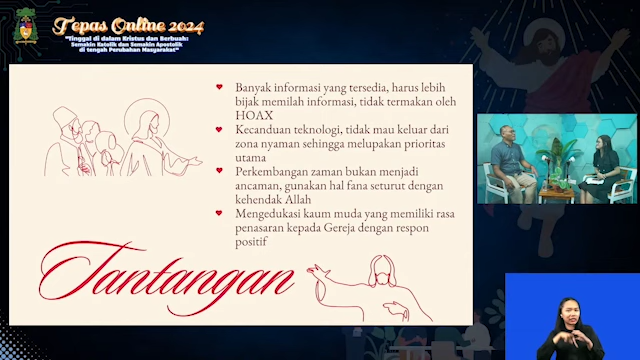 Tepas Online 2024
"Tinggal di dalam Kristus dan Berbuah:
Semakin Katolik dan Semakin Apostolik
di tengah Perubahan Masyarakat"
Banyak informasi yang tersedia, harus lebih
bijak memilah informasi, tidak termakan oleh
HOAX
Kecanduan teknologi, tidak mau keluar dari
zona nyaman sehingga melupakan prioritas
utama
Perkembangan zaman bukan menjadi
ancaman, gunakan hal fana seturut dengan
kehendak Allah
Mengedukasi kaum muda yang memiliki rasa
penasaran kepada Gereja dengan respon
positif
Tantangan